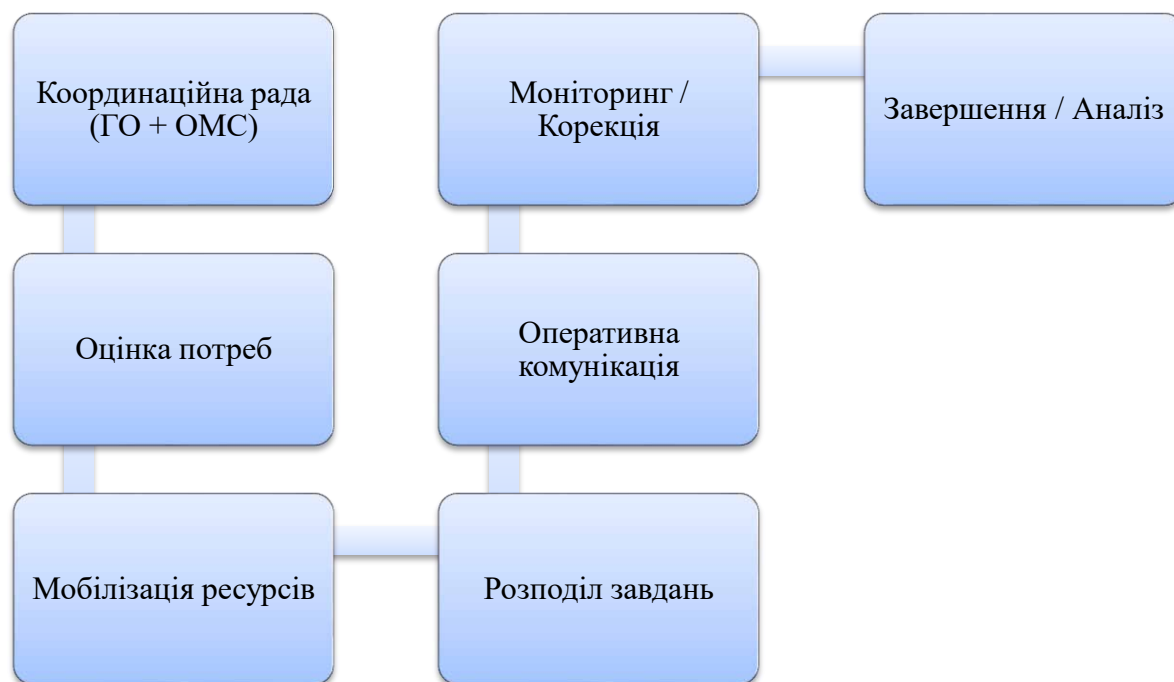 Координаційна рада
(ГО + ОМС)
Оцінка потреб
Мобілізація ресурсів
Розподіл завдань
Оперативна
комунікація
Моніторинг /
Корекція
Завершення / Аналіз